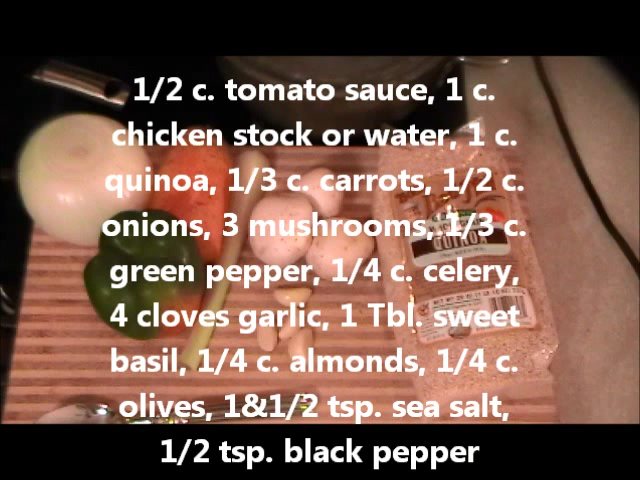 1/2 c. tomato sauce, 1 c.
chicken stock or water, 1 c.
quinoa, 1/3 c. carrots, 1/2 c.
onions, 3 mushrooms, 1/3 c.
green pepper, 1/4 c. celery,
4 cloves garlic, 1 Tbl. sweet
basil, 1/4 c. almonds, 1/4 c.
olives, 1&1/2 tsp. sea salt,
1/2 tsp. black pepper
QUINOA